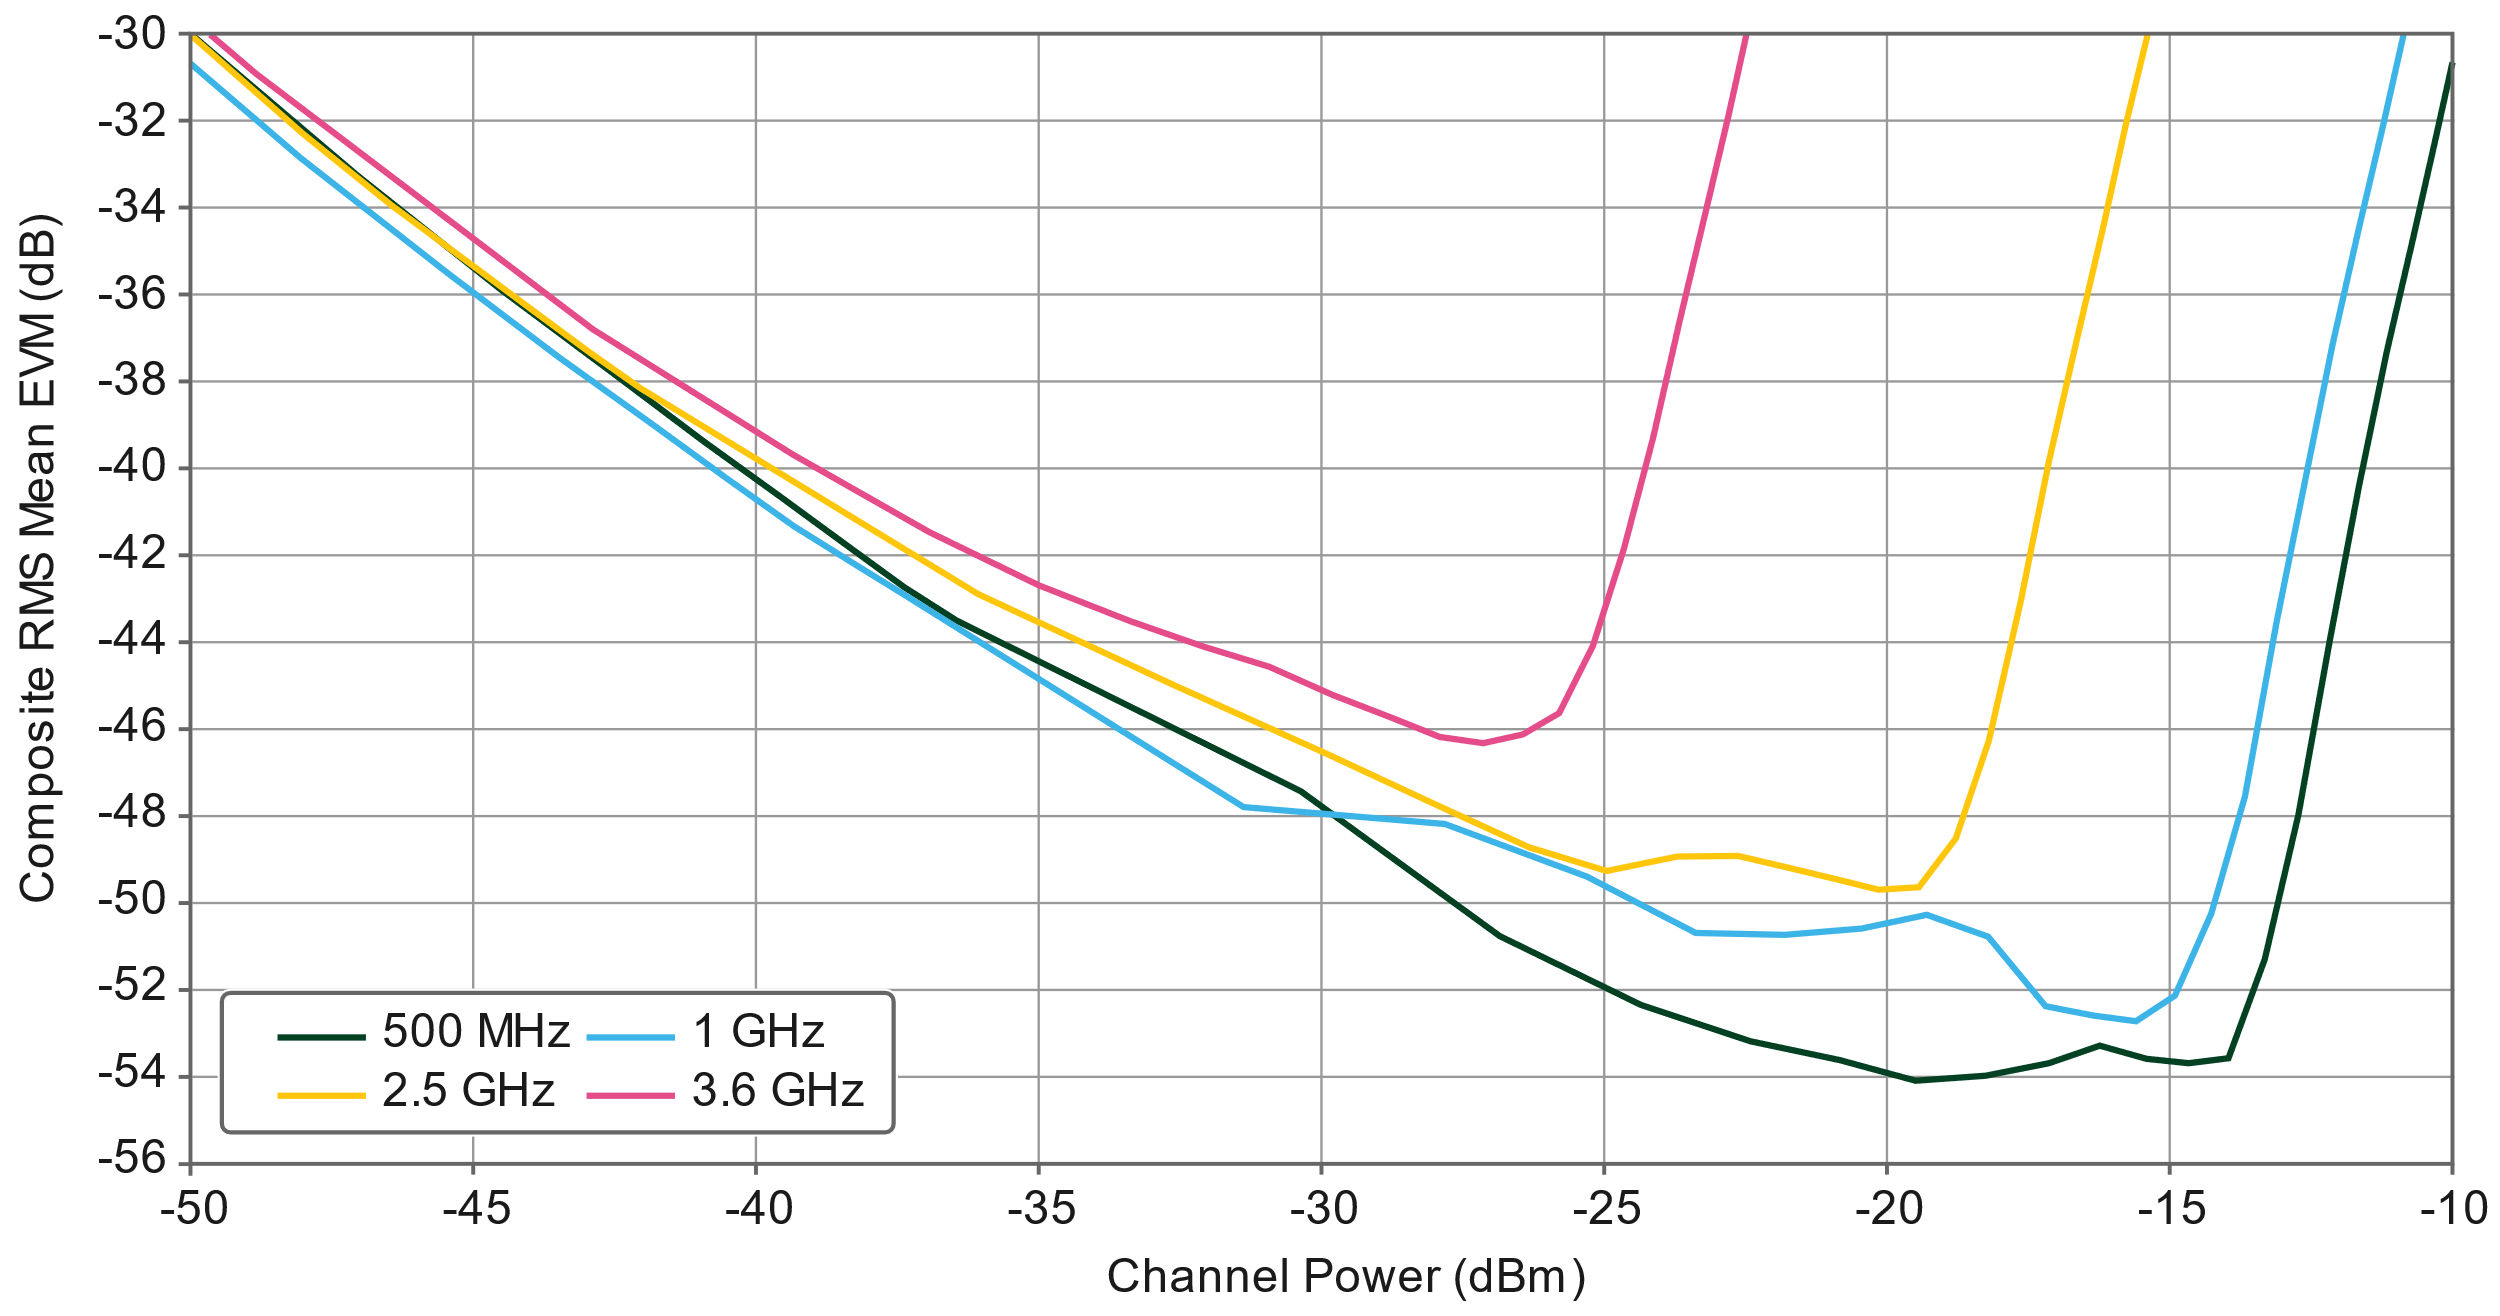 -30
-32
-34
-36
-38
-40
-42
-44
-46
-48
-50
-52
-54
-56
Composite RMS Mean EVM (dB)
500 MHz 1 GHz
2.5 GHz 3.6 GHz
-50 -45 -40 -35 -30 -25 -20 -15 -10
Channel Power (dBm)